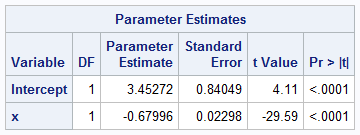 Parameter Estimates
Variable DF Parameter Estimate Standard Error t Value Pr > |t|
Intercept 1 3.45272 0.84049 4.11 <.0001
x 1 -0.67996 0.02298 -29.59 <.0001